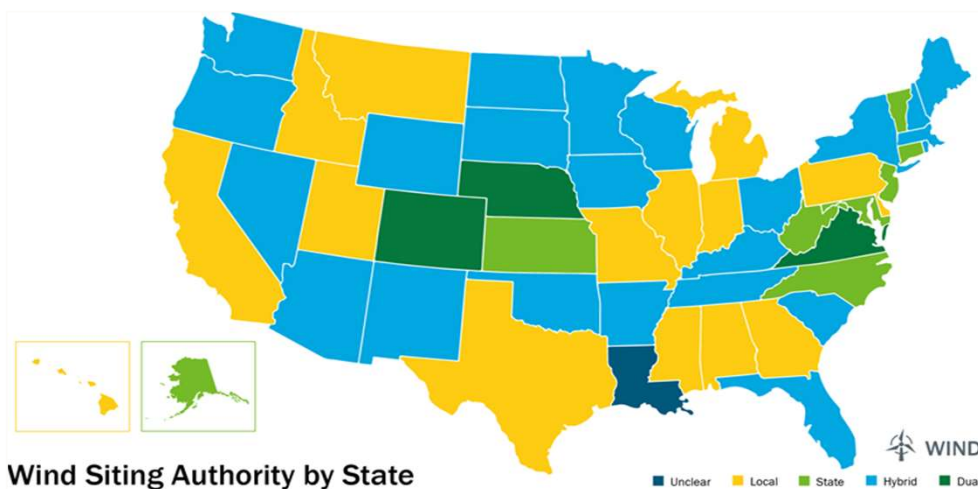 WIND
Wind Siting Authority by State
Unclear Local State Hybrid Dua